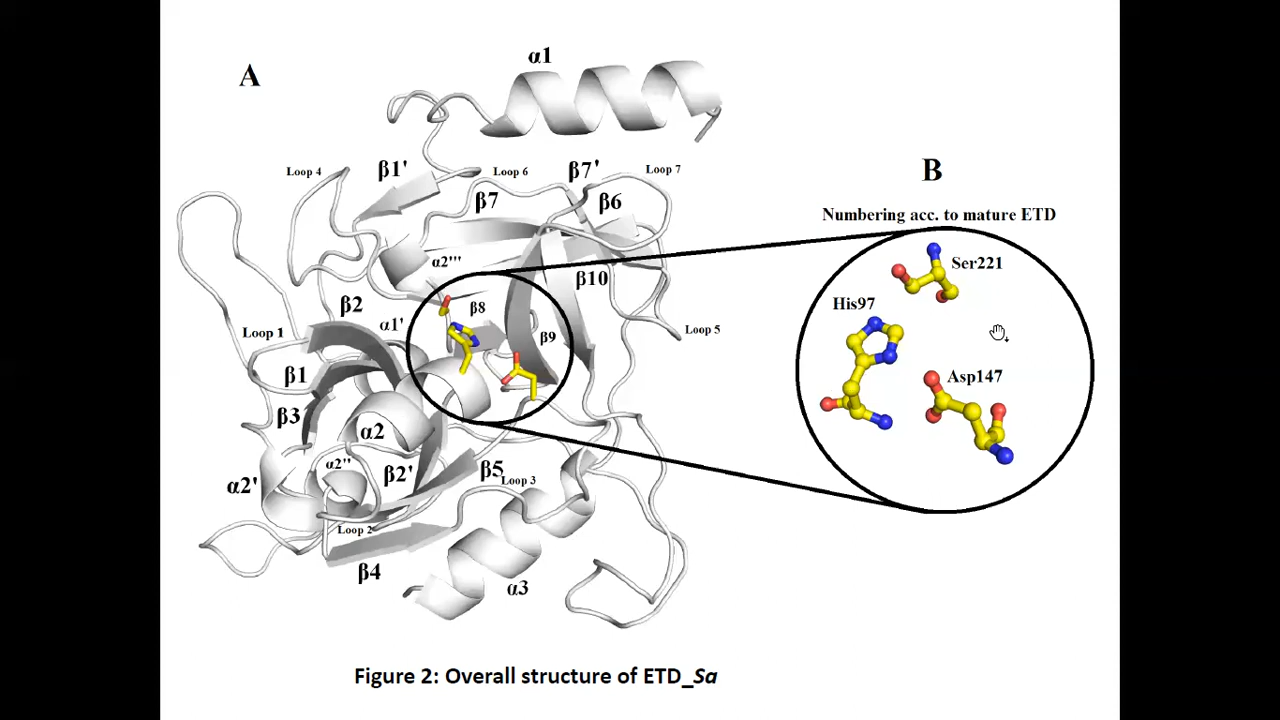 A
α1
Loop 4
β1'
Loop 6
β7'
Loop 7
β7
β6
α2'''
β10
β2
β8
Loop 1
α1'
β9
Loop 5
β1
β3
α2
α2''
β2'
β5
Loop 3
α2'
Loop 2
β4
α3
B
Numbering acc. to mature ETD
Ser221
His97
Asp147
Figure 2: Overall structure of ETD_Sa